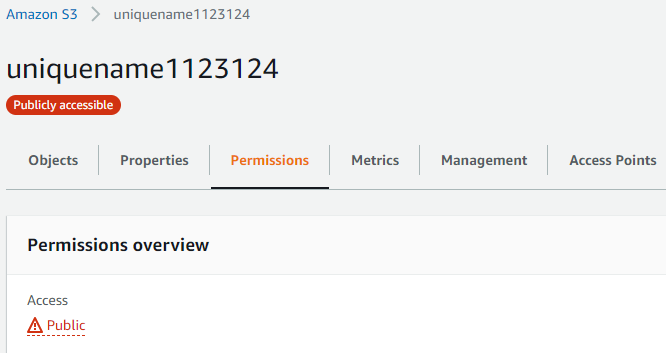 Amazon S3 > uniquename1123124
uniquename1123124
Publicly accessible
Objects Properties Permissions Metrics Management Access Points
Permissions overview
Access
Public